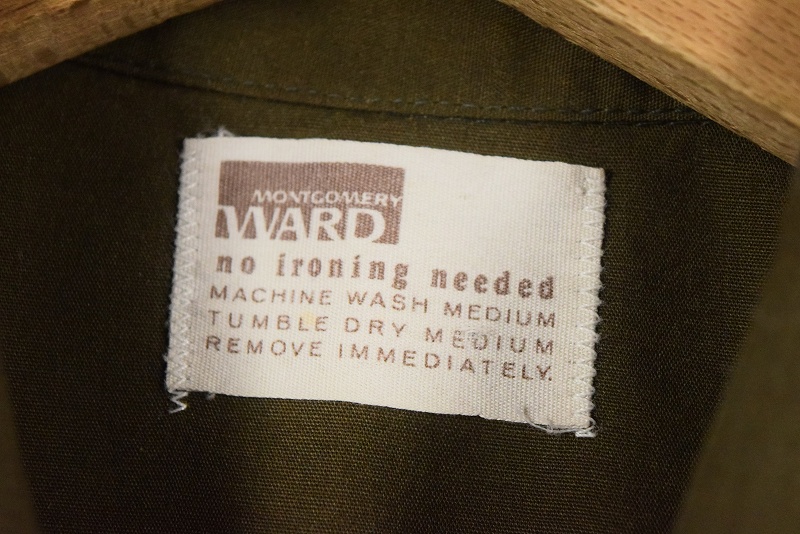 MONTGOMERY
WARD
no ironing needed
MACHINE WASH MEDIUM
TUMBLE DRY MEDIUM
REMOVE IMMEDIATELY.